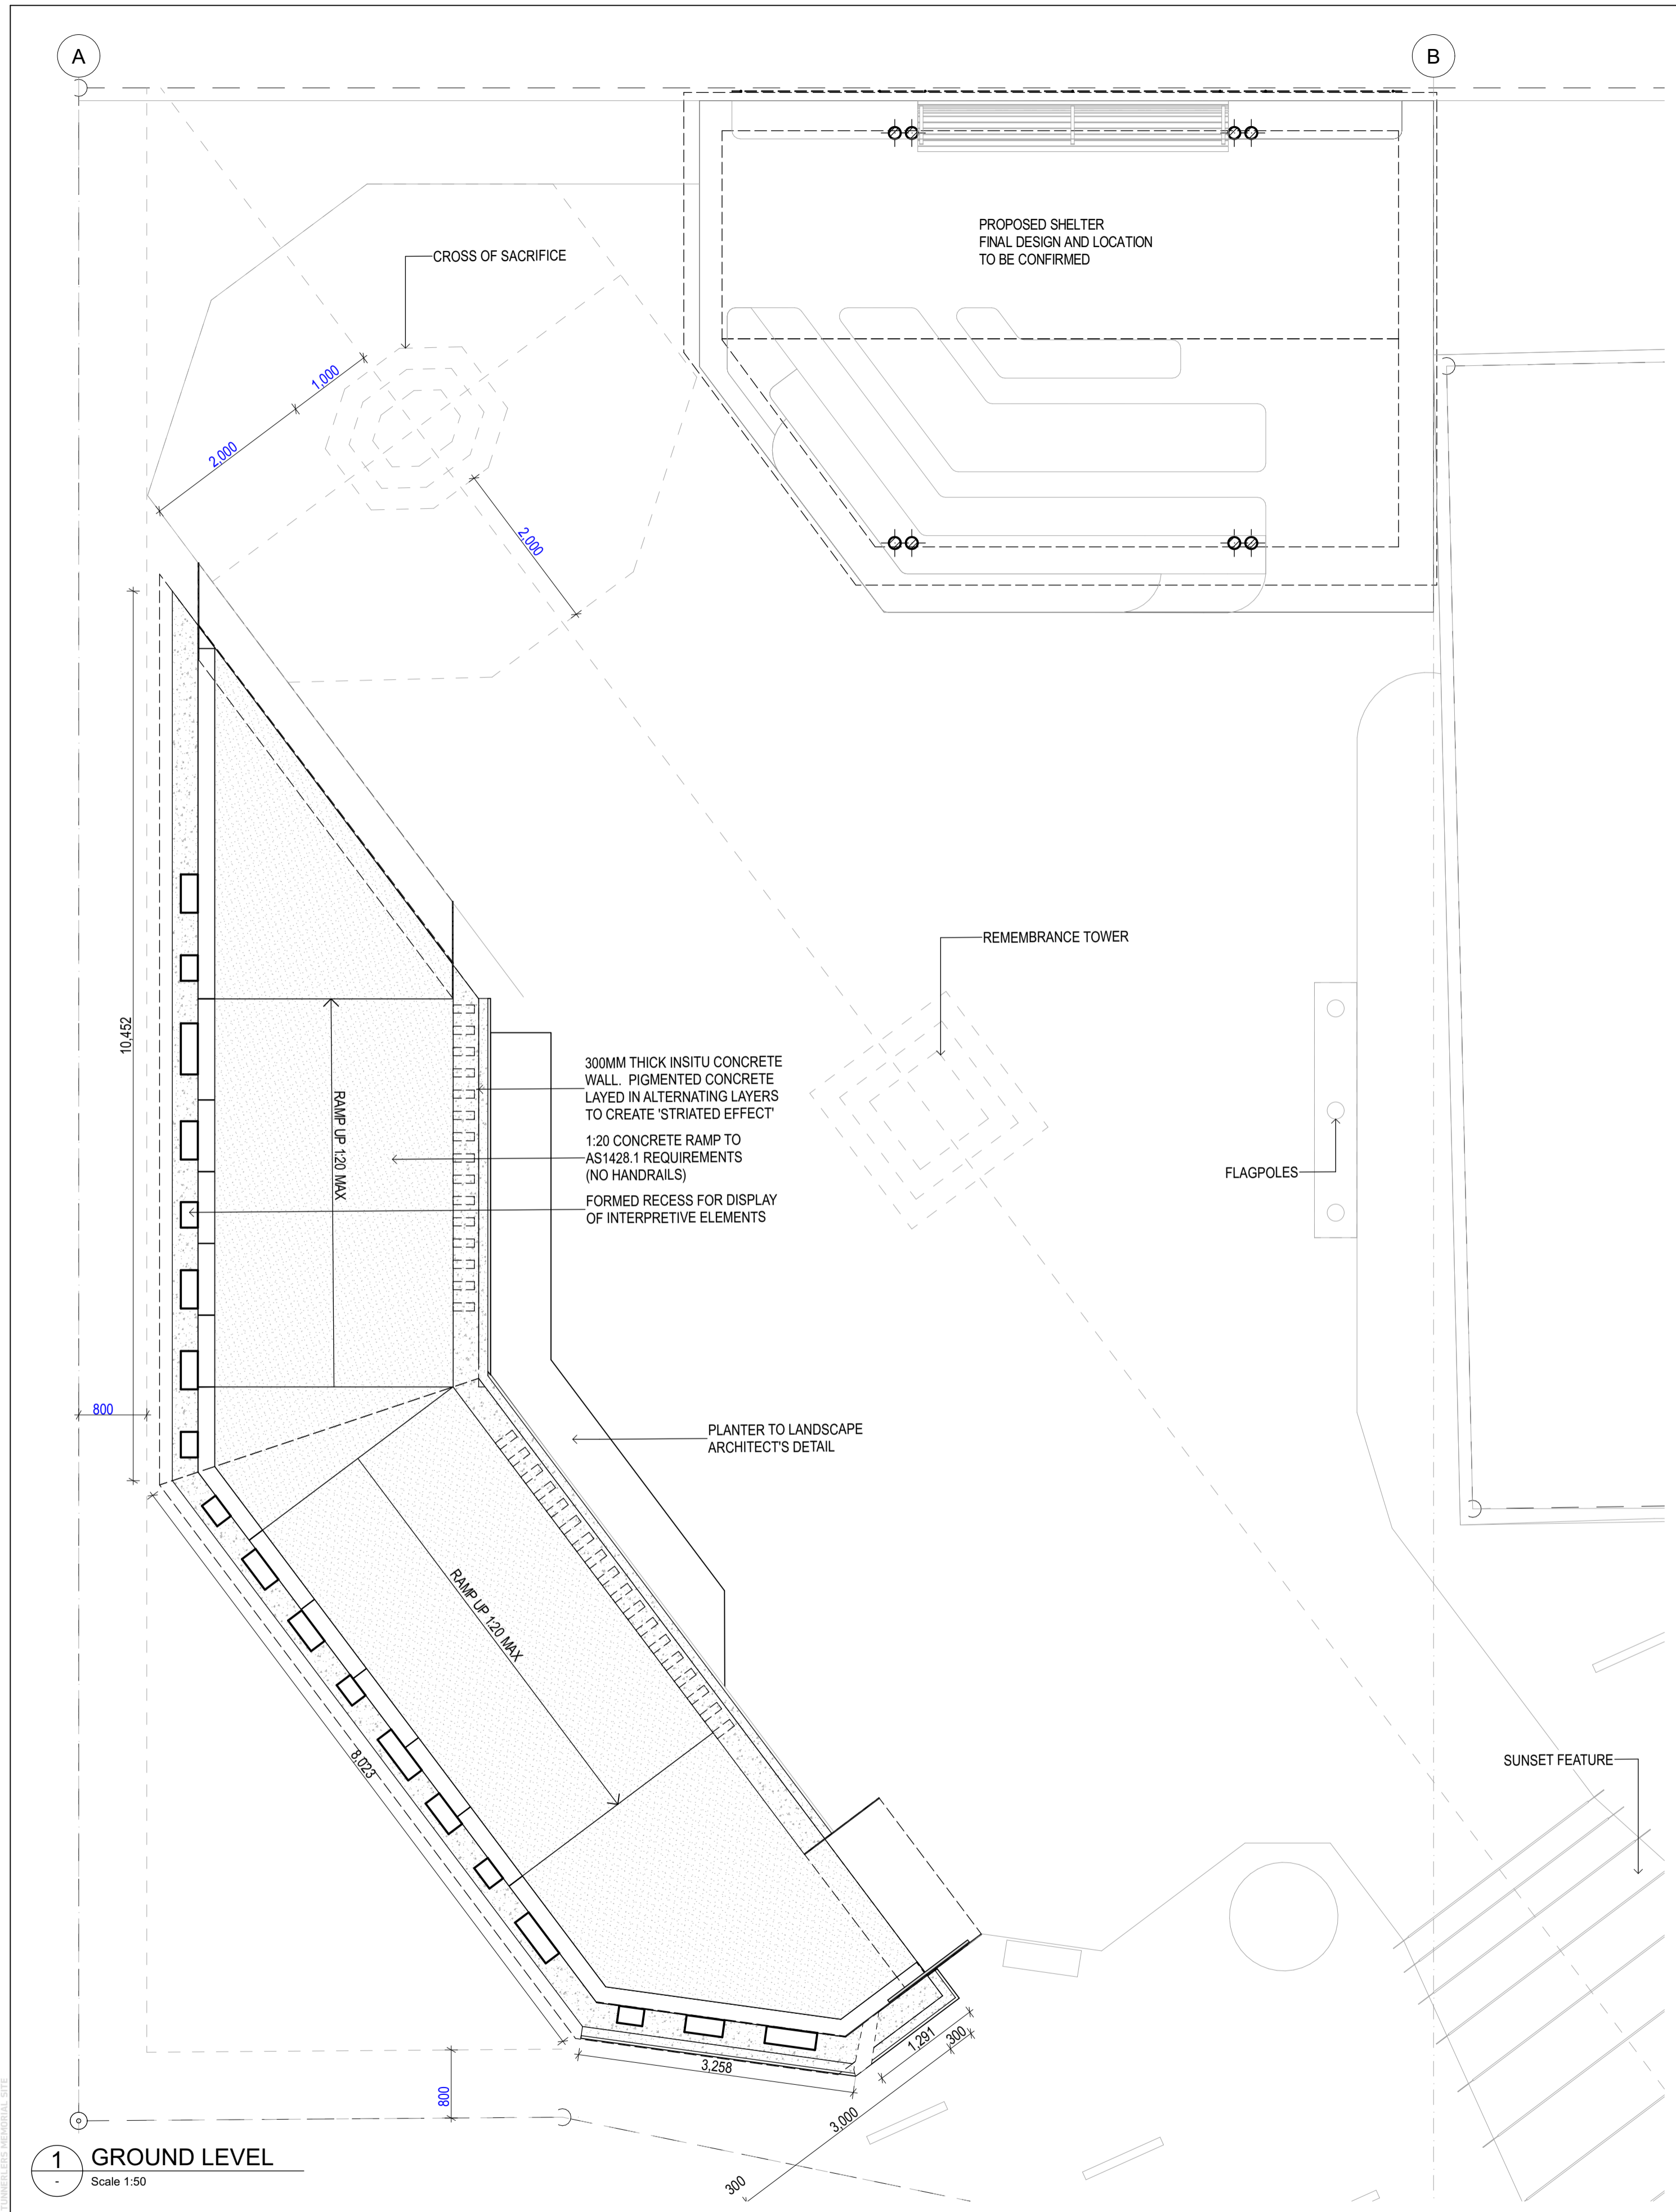 A
B
PROPOSED SHELTER
FINAL DESIGN AND LOCATION
TO BE CONFIRMED
CROSS OF SACRIFICE
1,000
2,000
2,000
REMEMBRANCE TOWER
10,452
300MM THICK INSITU CONCRETE
WALL. PIGMENTED CONCRETE
LAYED IN ALTERNATING LAYERS
TO CREATE 'STRIATED EFFECT'
RAMP UP 1:20 MAX
1:20 CONCRETE RAMP TO
AS1428.1 REQUIREMENTS
(NO HANDRAILS)
FLAGPOLES
FORMED RECESS FOR DISPLAY
OF INTERPRETIVE ELEMENTS
800
PLANTER TO LANDSCAPE
ARCHITECT'S DETAIL
RAMP UP 1:20 MAX
8,023
SUNSET FEATURE
1,291
300
3,258
800
3,000
300
1
-
GROUND LEVEL
Scale 1:50
TUNNERLERS MEMORIAL SITE